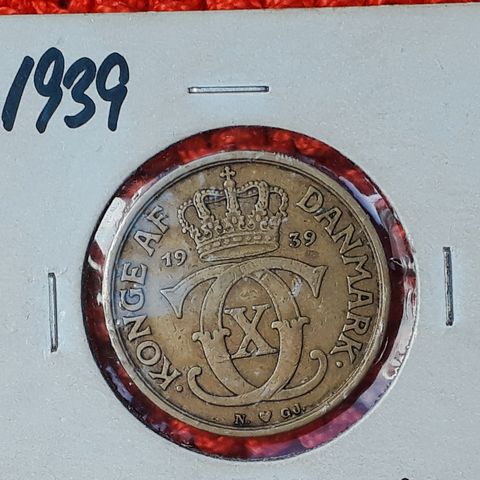 1939
KONGE AF DANMARK
19 39
C X
N. ♥ GJ.